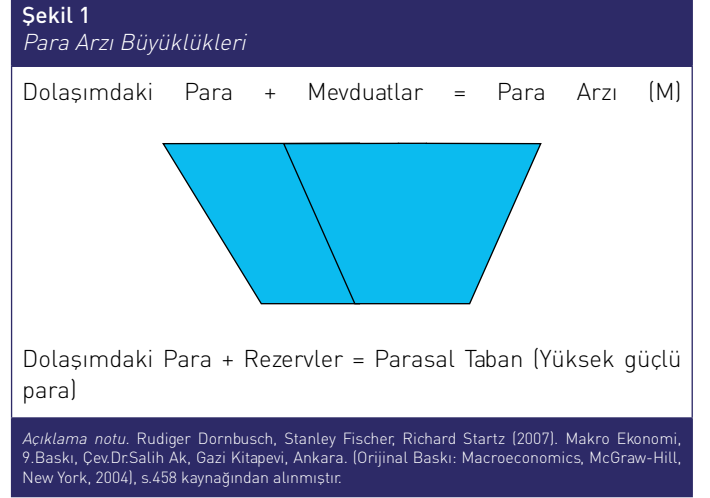 Şekil 1
Para Arzı Büyüklükleri
Dolaşımdaki Para + Mevduatlar = Para Arzı (M)
Dolaşımdaki Para + Rezervler = Parasal Taban (Yüksek güçlü
para)
Açıklama notu. Rudiger Dornbusch, Stanley Fischer, Richard Startz (2007). Makro Ekonomi,
9.Baskı, Çev.Dr.Salih Ak, Gazi Kitapevi, Ankara. (Orijinal Baskı: Macroeconomics, McGraw-Hill,
New York, 2004), s.458 kaynağından alınmıştır.